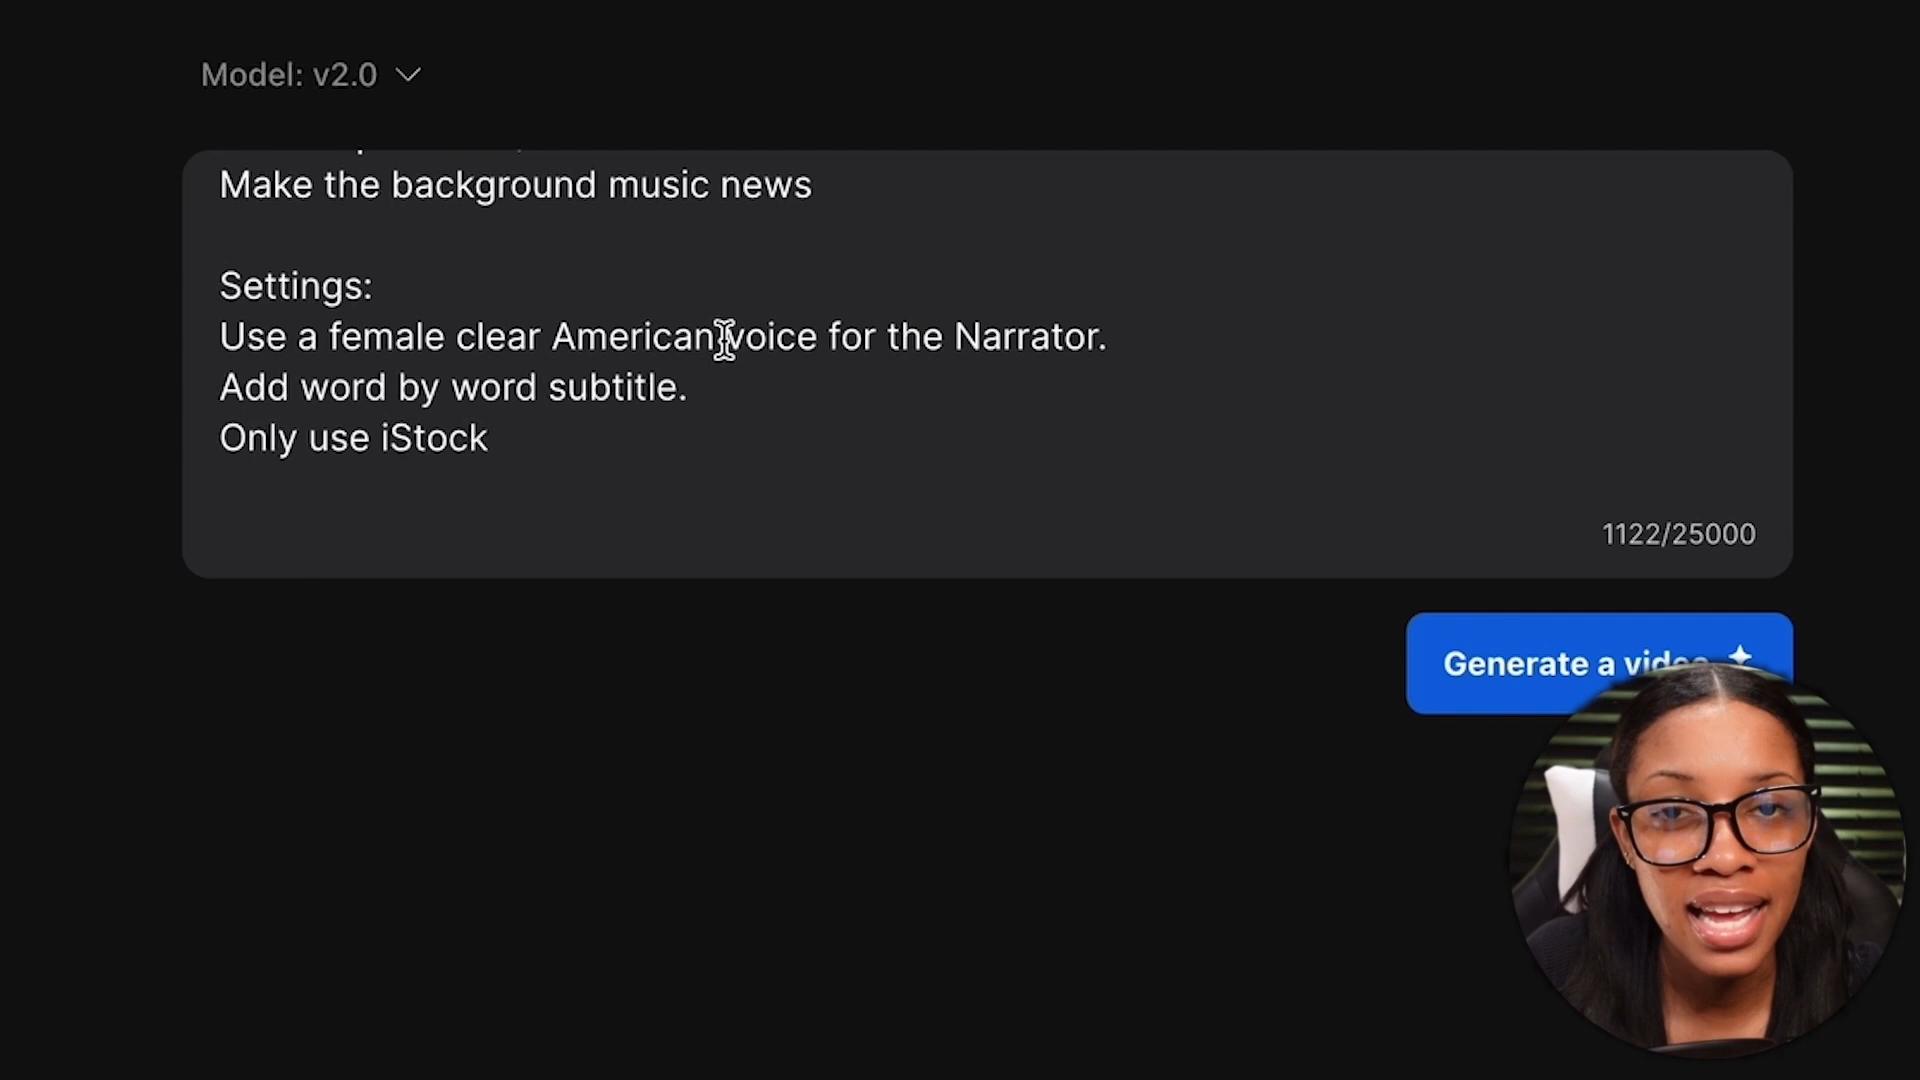 Model: v2.0
Make the background music news
Settings:
Use a female clear American voice for the Narrator.
Add word by word subtitle.
Only use iStock
1122/25000
Generate a video